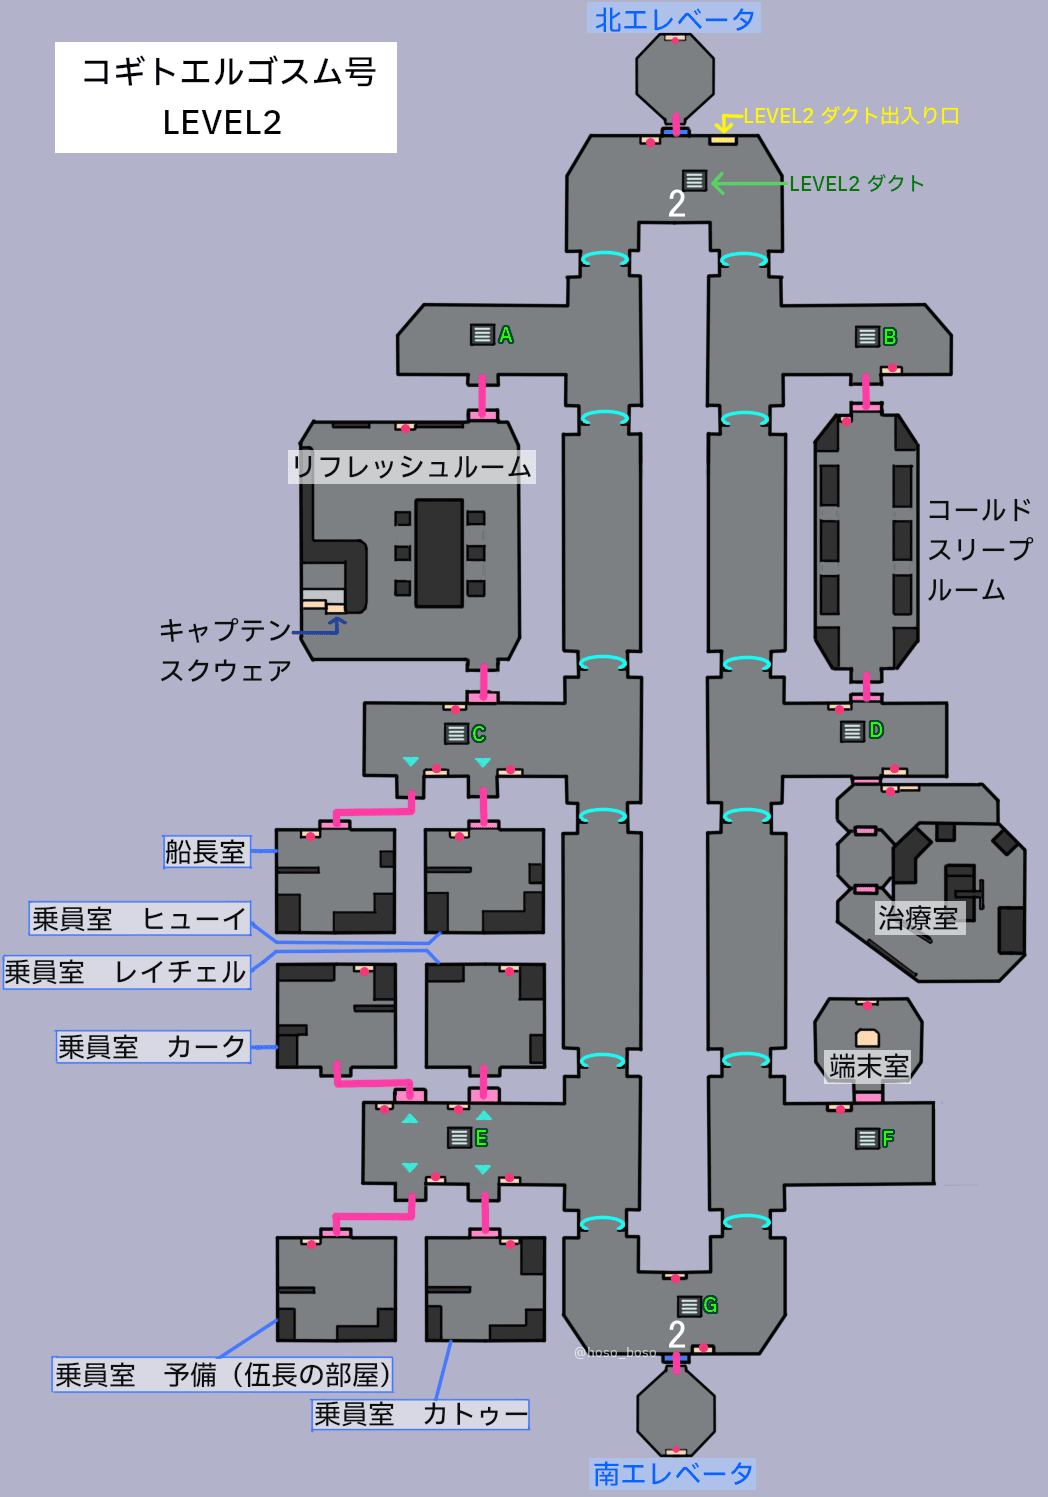 北エレベータ
コギトエルゴスム号
LEVEL2
LEVEL2 ダクト出入り口
LEVEL2 ダクト
2
A
B
リフレッシュルーム
コールド
スリープ
ルーム
キャプテン
スクウェア
C
D
船長室
乗員室 ヒューイ
治療室
乗員室 レイチェル
乗員室 カーク
端末室
E
F
G
2
@hoso_boso
乗員室 予備（伍長の部屋）
乗員室 カトゥー
南エレベータ